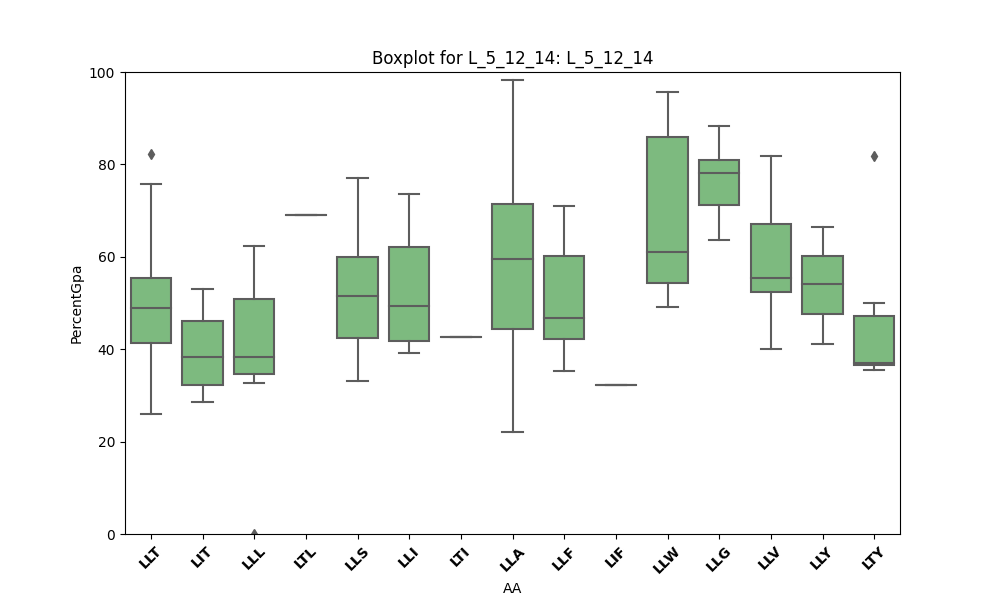 Boxplot for L_5_12_14: L_5_12_14
100
80
60
40
20
0
PercentGpa
LLT LIT LLL LTL LLS LLI LTI LLA LLF LIF LLW LLG LLV LLY LTY
AA